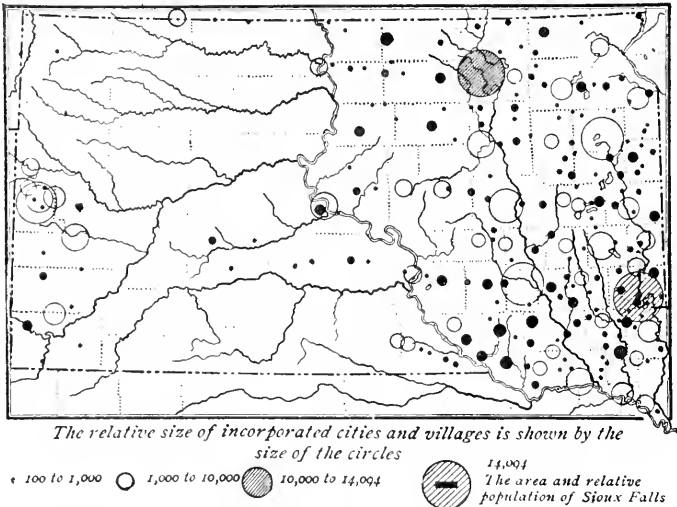 The relative size of incorporated cities and villages is shown by the
size of the circles
100 to 1,000 1,000 to 10,000 10,000 to 14,094
14,094
The area and relative
population of Sioux Falls